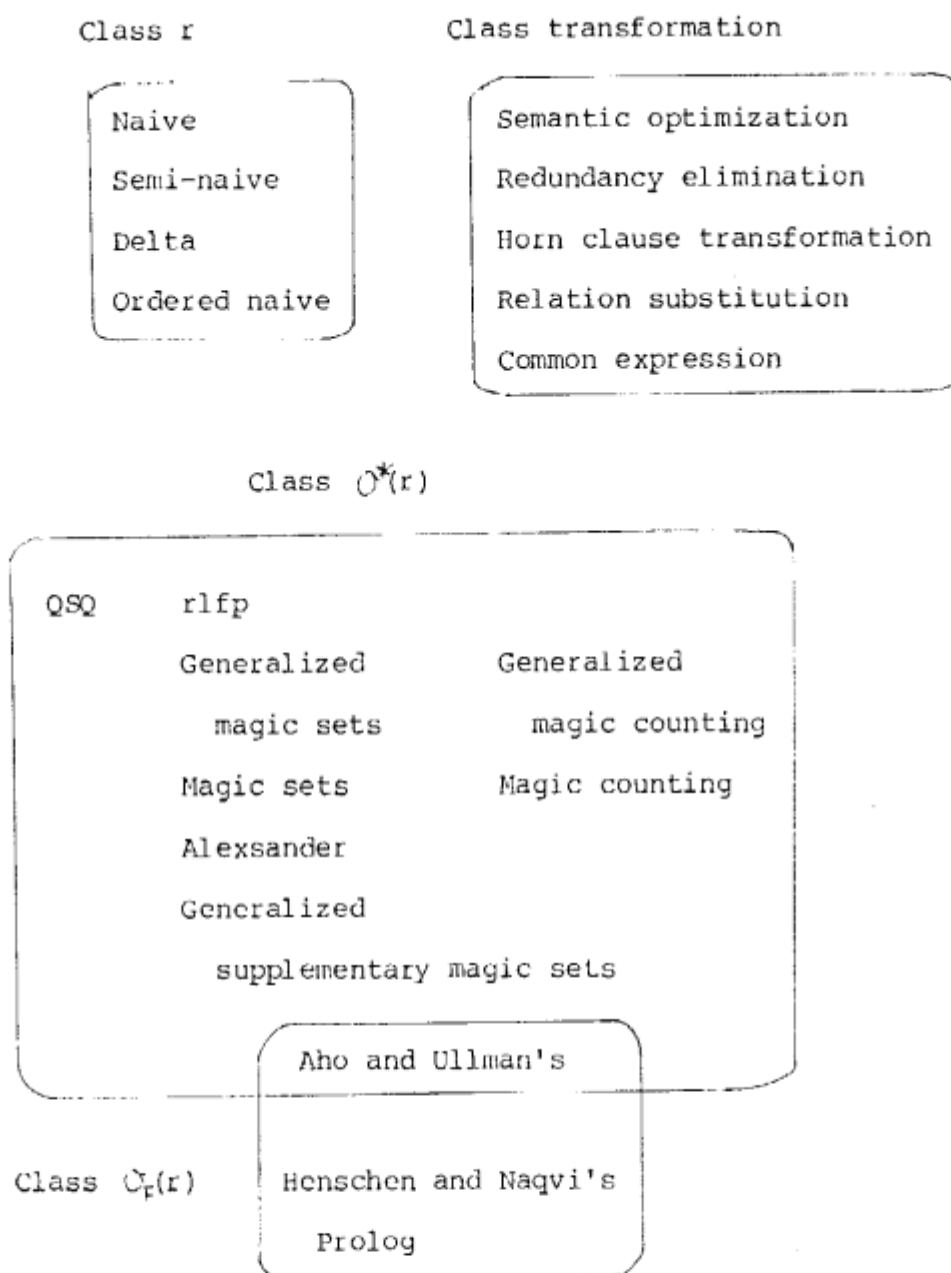 Class r
Class transformation
Naive
Semi-naive
Delta
Ordered naive
Semantic optimization
Redundancy elimination
Horn clause transformation
Relation substitution
Common expression
Class O*(r)
QSQ rlfp
Generalized Generalized
magic sets magic counting
Magic sets Magic counting
Alexsander
Generalized
supplementary magic sets
Aho and Ullman's
Class O_F(r) Henschen and Naqvi's
Prolog